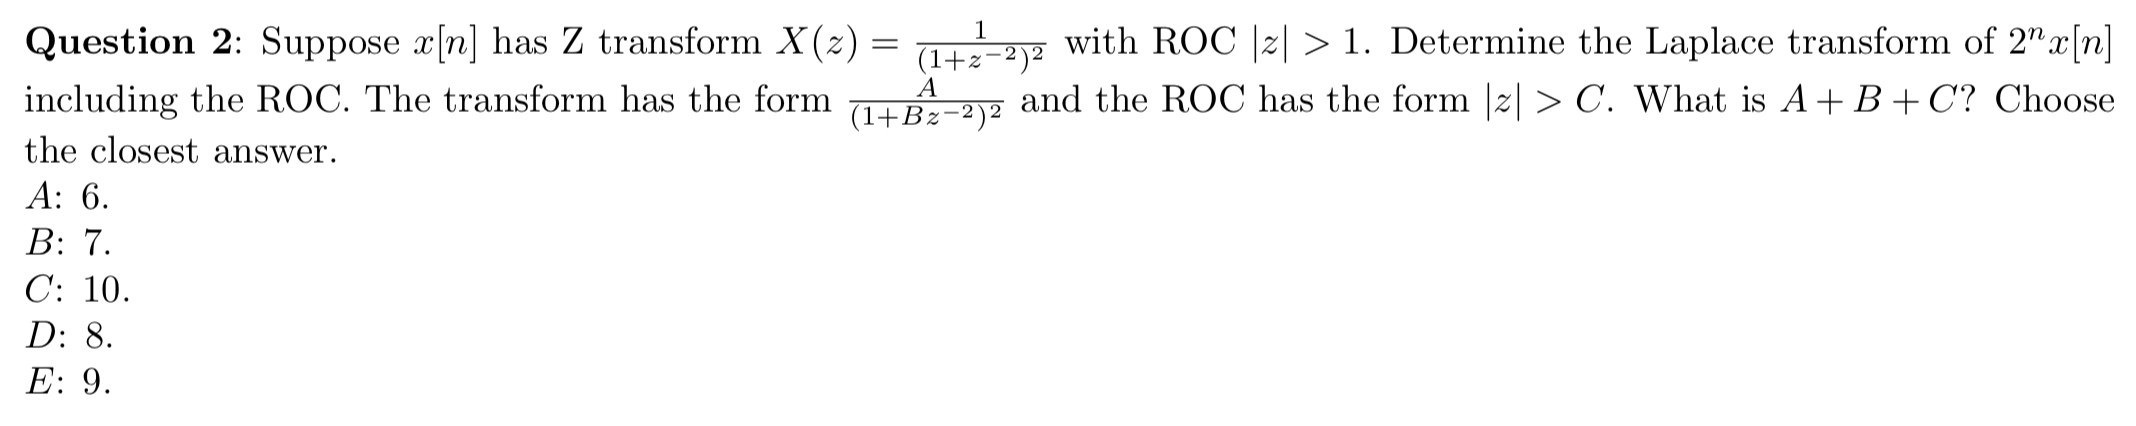 Question 2: Suppose x[n] has Z transform X(z) = \frac{1}{(1+z^{-2})^2} with ROC |z| > 1. Determine the Laplace transform of 2^n x[n]
including the ROC. The transform has the form \frac{A}{(1+Bz^{-2})^2} and the ROC has the form |z| > C. What is A + B + C? Choose
the closest answer.
A: 6.
B: 7.
C: 10.
D: 8.
E: 9.